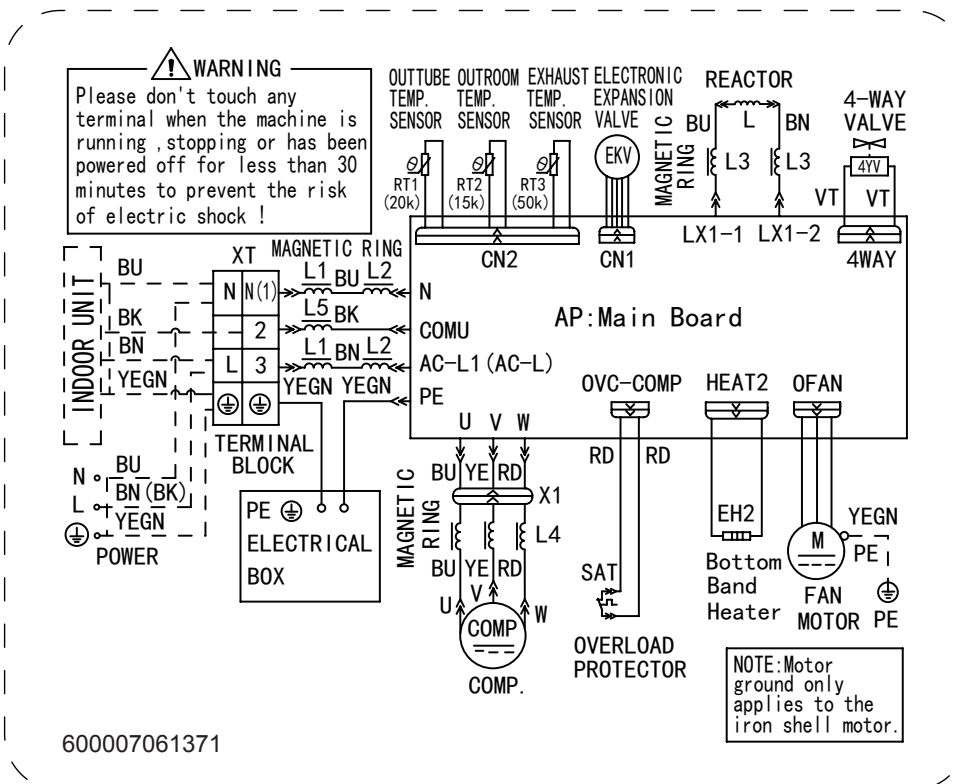 WARNING
Please don't touch any
terminal when the machine is
running ,stopping or has been
powered off for less than 30
minutes to prevent the risk
of electric shock !
OUTTUBE TEMP. SENSOR
OUTROOM TEMP. SENSOR
EXHAUST TEMP. SENSOR
ELECTRONIC EXPANSION VALVE
REACTOR
4-WAY
VALVE
MAGNETIC RING
BU L BN
L3 L3
4YV
VT VT
EKV
RT1 RT2 RT3
(20k) (15k) (50k)
CN2 CN1 LX1-1 LX1-2 4WAY
XT MAGNETIC RING
INDOOR UNIT
BU
BK
BN
YEGN
N N(1)
2
L 3
L1 BU L2
L5 BK
L1 BN L2
YEGN YEGN
N
COMU
AC-L1(AC-L)
PE
AP:Main Board
OVC-COMP HEAT2 OFAN
U V W
TERMINAL
BLOCK
N BU
L BN(BK)
YEGN
POWER
PE
ELECTRICAL
BOX
MAGNETIC RING
BU YE RD
X1
L4
BU YE RD
U V W
COMP
COMP.
RD RD
SAT
OVERLOAD
PROTECTOR
EH2
Bottom
Band
Heater
M
FAN
MOTOR
YEGN
PE
PE
NOTE:Motor
ground only
applies to the
iron shell motor.
600007061371